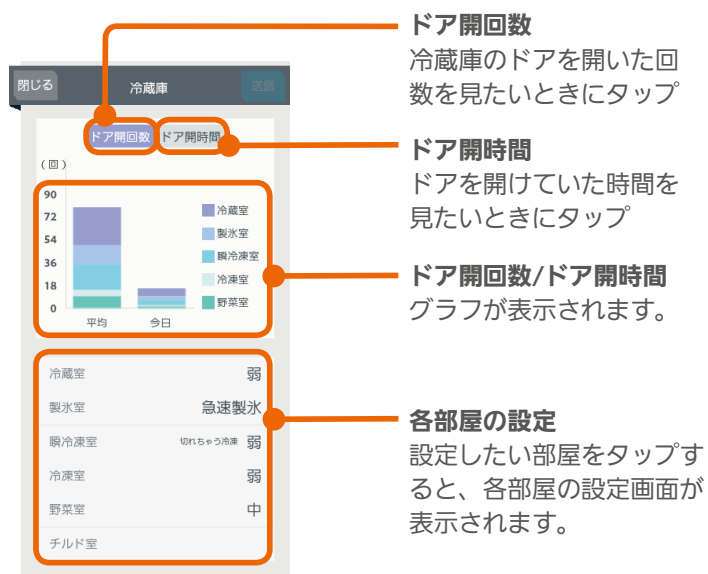 閉じる
冷蔵庫
送信
ドア開回数
ドア開時間
(回)
90
72
54
36
18
0
平均
今日
冷蔵室
製氷室
瞬冷凍室
冷凍室
野菜室
冷蔵室 弱
製氷室 急速製氷
瞬冷凍室 切れちゃう冷凍 弱
冷凍室 弱
野菜室 中
チルド室
ドア開回数
冷蔵庫のドアを開いた回
数を見たいときにタップ
ドア開時間
ドアを開けていた時間を
見たいときにタップ
ドア開回数/ドア開時間
グラフが表示されます。
各部屋の設定
設定したい部屋をタップす
ると、各部屋の設定画面が
表示されます。